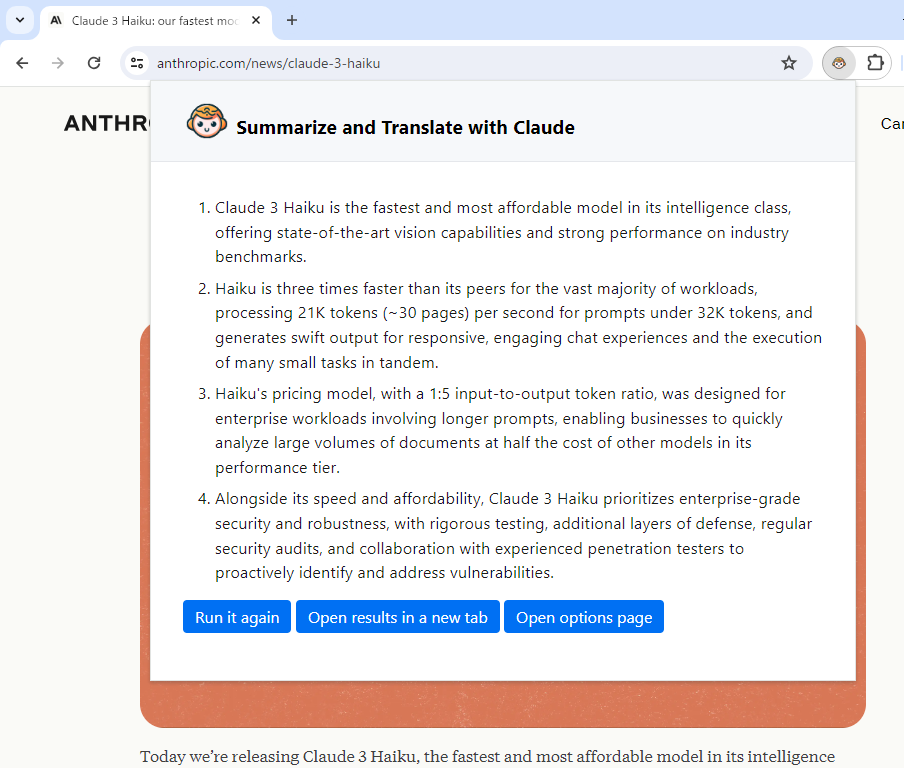 Claude 3 Haiku: our fastest mod
anthropic.com/news/claude-3-haiku
ANTHR
Car
Summarize and Translate with Claude
1. Claude 3 Haiku is the fastest and most affordable model in its intelligence class,
offering state-of-the-art vision capabilities and strong performance on industry
benchmarks.
2. Haiku is three times faster than its peers for the vast majority of workloads,
processing 21K tokens (~30 pages) per second for prompts under 32K tokens, and
generates swift output for responsive, engaging chat experiences and the execution
of many small tasks in tandem.
3. Haiku's pricing model, with a 1:5 input-to-output token ratio, was designed for
enterprise workloads involving longer prompts, enabling businesses to quickly
analyze large volumes of documents at half the cost of other models in its
performance tier.
4. Alongside its speed and affordability, Claude 3 Haiku prioritizes enterprise-grade
security and robustness, with rigorous testing, additional layers of defense, regular
security audits, and collaboration with experienced penetration testers to
proactively identify and address vulnerabilities.
Run it again
Open results in a new tab
Open options page
Today we’re releasing Claude 3 Haiku, the fastest and most affordable model in its intelligence